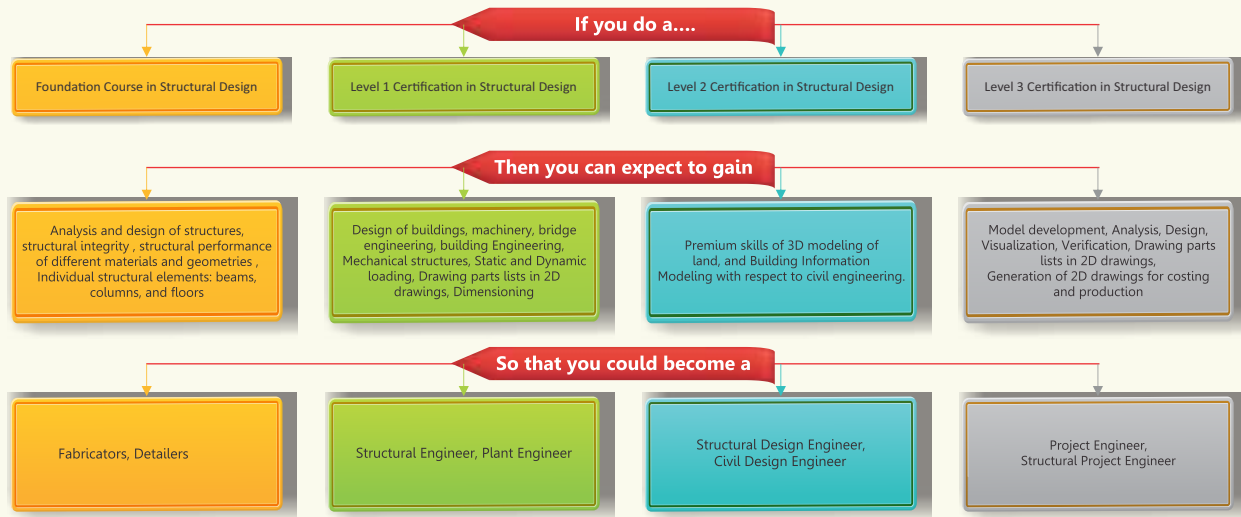 If you do a....
Foundation Course in Structural Design
Level 1 Certification in Structural Design
Level 2 Certification in Structural Design
Level 3 Certification in Structural Design
Then you can expect to gain
Analysis and design of structures,
structural integrity , structural performance
of different materials and geometries ,
Individual structural elements: beams,
columns, and floors
Design of buildings, machinery, bridge
engineering, building Engineering,
Mechanical structures, Static and Dynamic
loading, Drawing parts lists in 2D
drawings, Dimensioning
Premium skills of 3D modeling of
land, and Building Information
Modeling with respect to civil engineering.
Model development, Analysis, Design,
Visualization, Verification, Drawing parts
lists in 2D drawings,
Generation of 2D drawings for costing
and production
So that you could become a
Fabricators, Detailers
Structural Engineer, Plant Engineer
Structural Design Engineer,
Civil Design Engineer
Project Engineer,
Structural Project Engineer